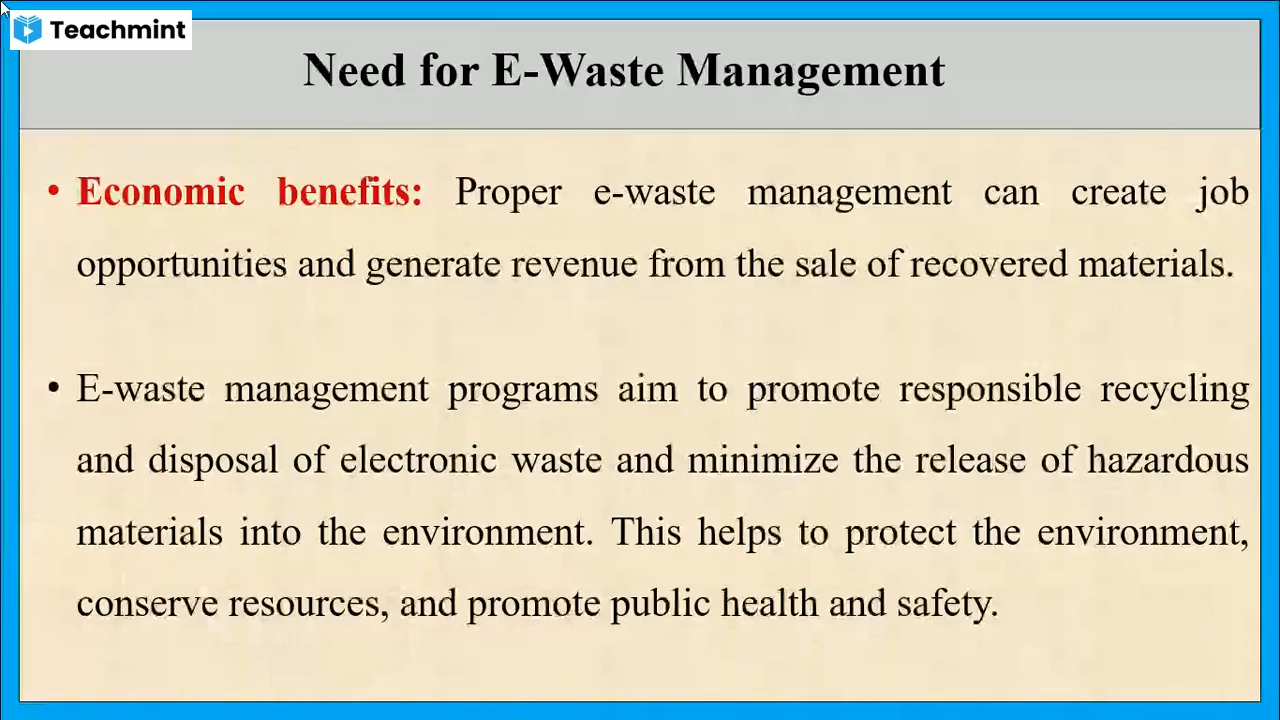 Teachmint
Need for E-Waste Management
• Economic benefits: Proper e-waste management can create job
opportunities and generate revenue from the sale of recovered materials.
• E-waste management programs aim to promote responsible recycling
and disposal of electronic waste and minimize the release of hazardous
materials into the environment. This helps to protect the environment,
conserve resources, and promote public health and safety.